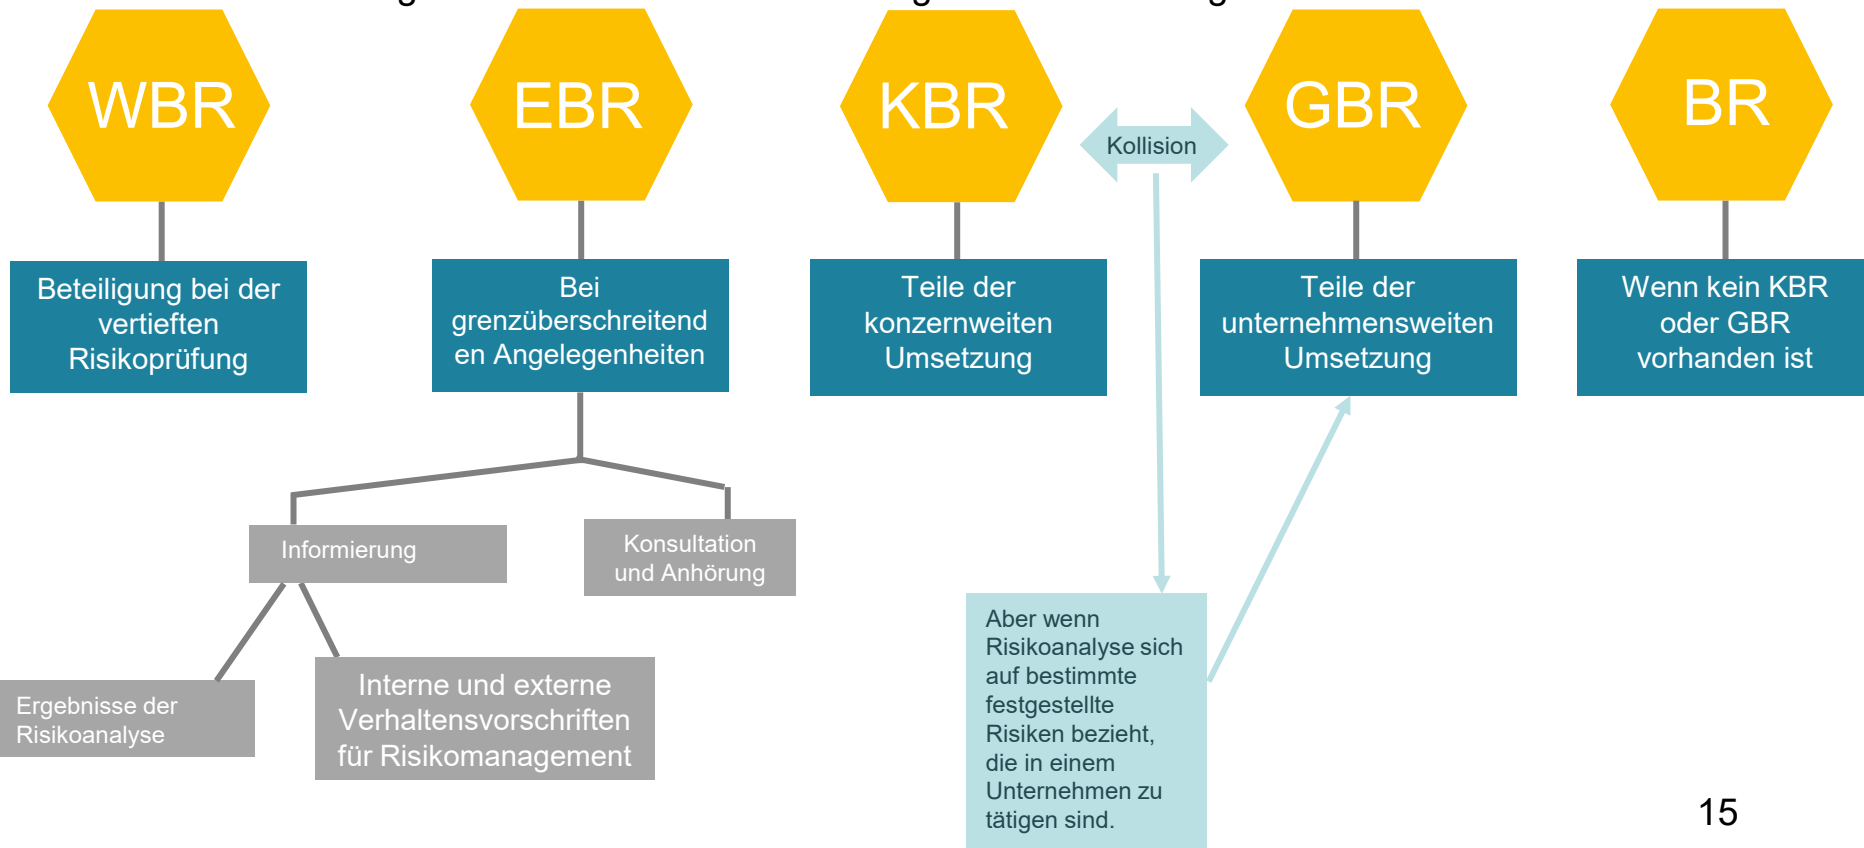 WBR
EBR
KBR
Kollision
GBR
BR
Beteiligung bei der
vertieften
Risikoprüfung
Bei
grenzüberschreitend
en Angelegenheiten
Teile der
konzernweiten
Umsetzung
Teile der
unternehmensweiten
Umsetzung
Wenn kein KBR
oder GBR
vorhanden ist
Informierung
Konsultation
und Anhörung
Ergebnisse der
Risikoanalyse
Interne und externe
Verhaltensvorschriften
für Risikomanagement
Aber wenn
Risikoanalyse sich
auf bestimmte
festgestellte
Risiken bezieht,
die in einem
Unternehmen zu
tätigen sind.
15